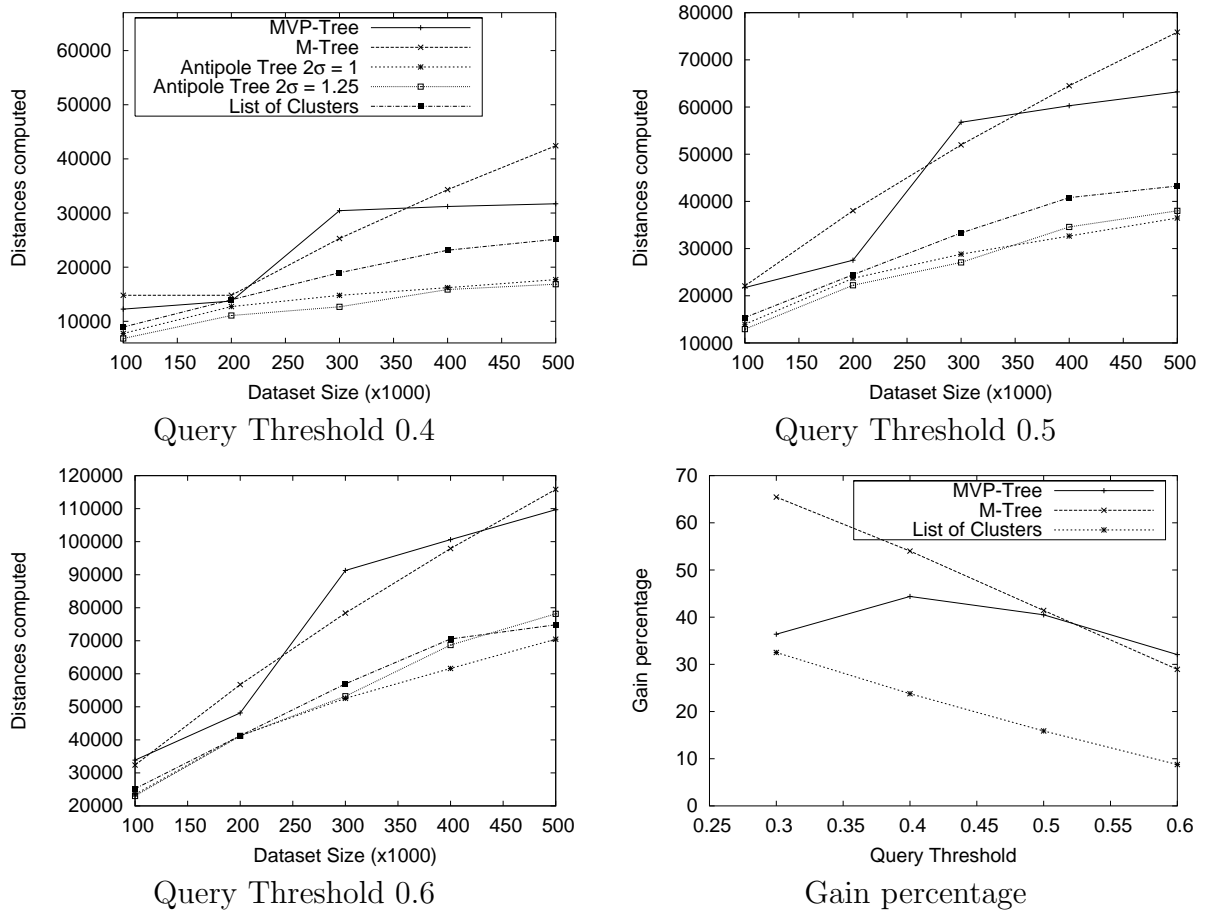 60000
50000
40000
30000
20000
10000
Distances computed
MVP-Tree
M-Tree
Antipole Tree 2σ = 1
Antipole Tree 2σ = 1.25
List of Clusters
100 200 300 400 500
Dataset Size (x1000)
Query Threshold 0.4
80000
70000
60000
50000
40000
30000
20000
10000
Distances computed
100 150 200 250 300 350 400 450 500
Dataset Size (x1000)
Query Threshold 0.5
120000
110000
100000
90000
80000
70000
60000
50000
40000
30000
20000
Distances computed
100 150 200 250 300 350 400 450 500
Dataset Size (x1000)
Query Threshold 0.6
70
60
50
40
30
20
10
0
Gain percentage
MVP-Tree
M-Tree
List of Clusters
0.25 0.3 0.35 0.4 0.45 0.5 0.55 0.6
Query Threshold
Gain percentage